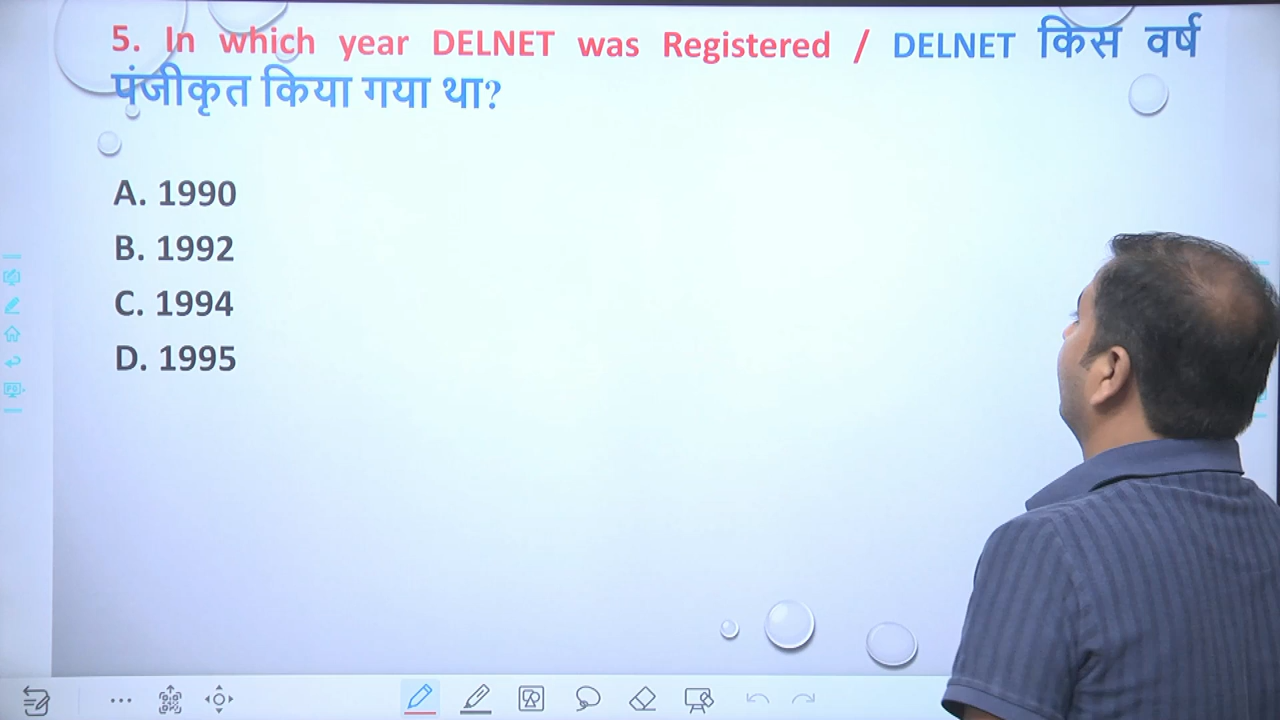 5. In which year DELNET was Registered / DELNET किस वर्ष
पंजीकृत किया गया था?
A. 1990
B. 1992
C. 1994
D. 1995